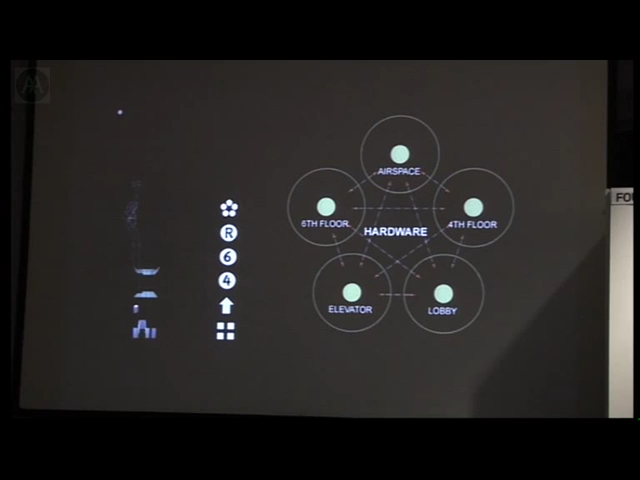 AIRSPACE
6TH FLOOR
4TH FLOOR
HARDWARE
ELEVATOR
LOBBY
R
6
4